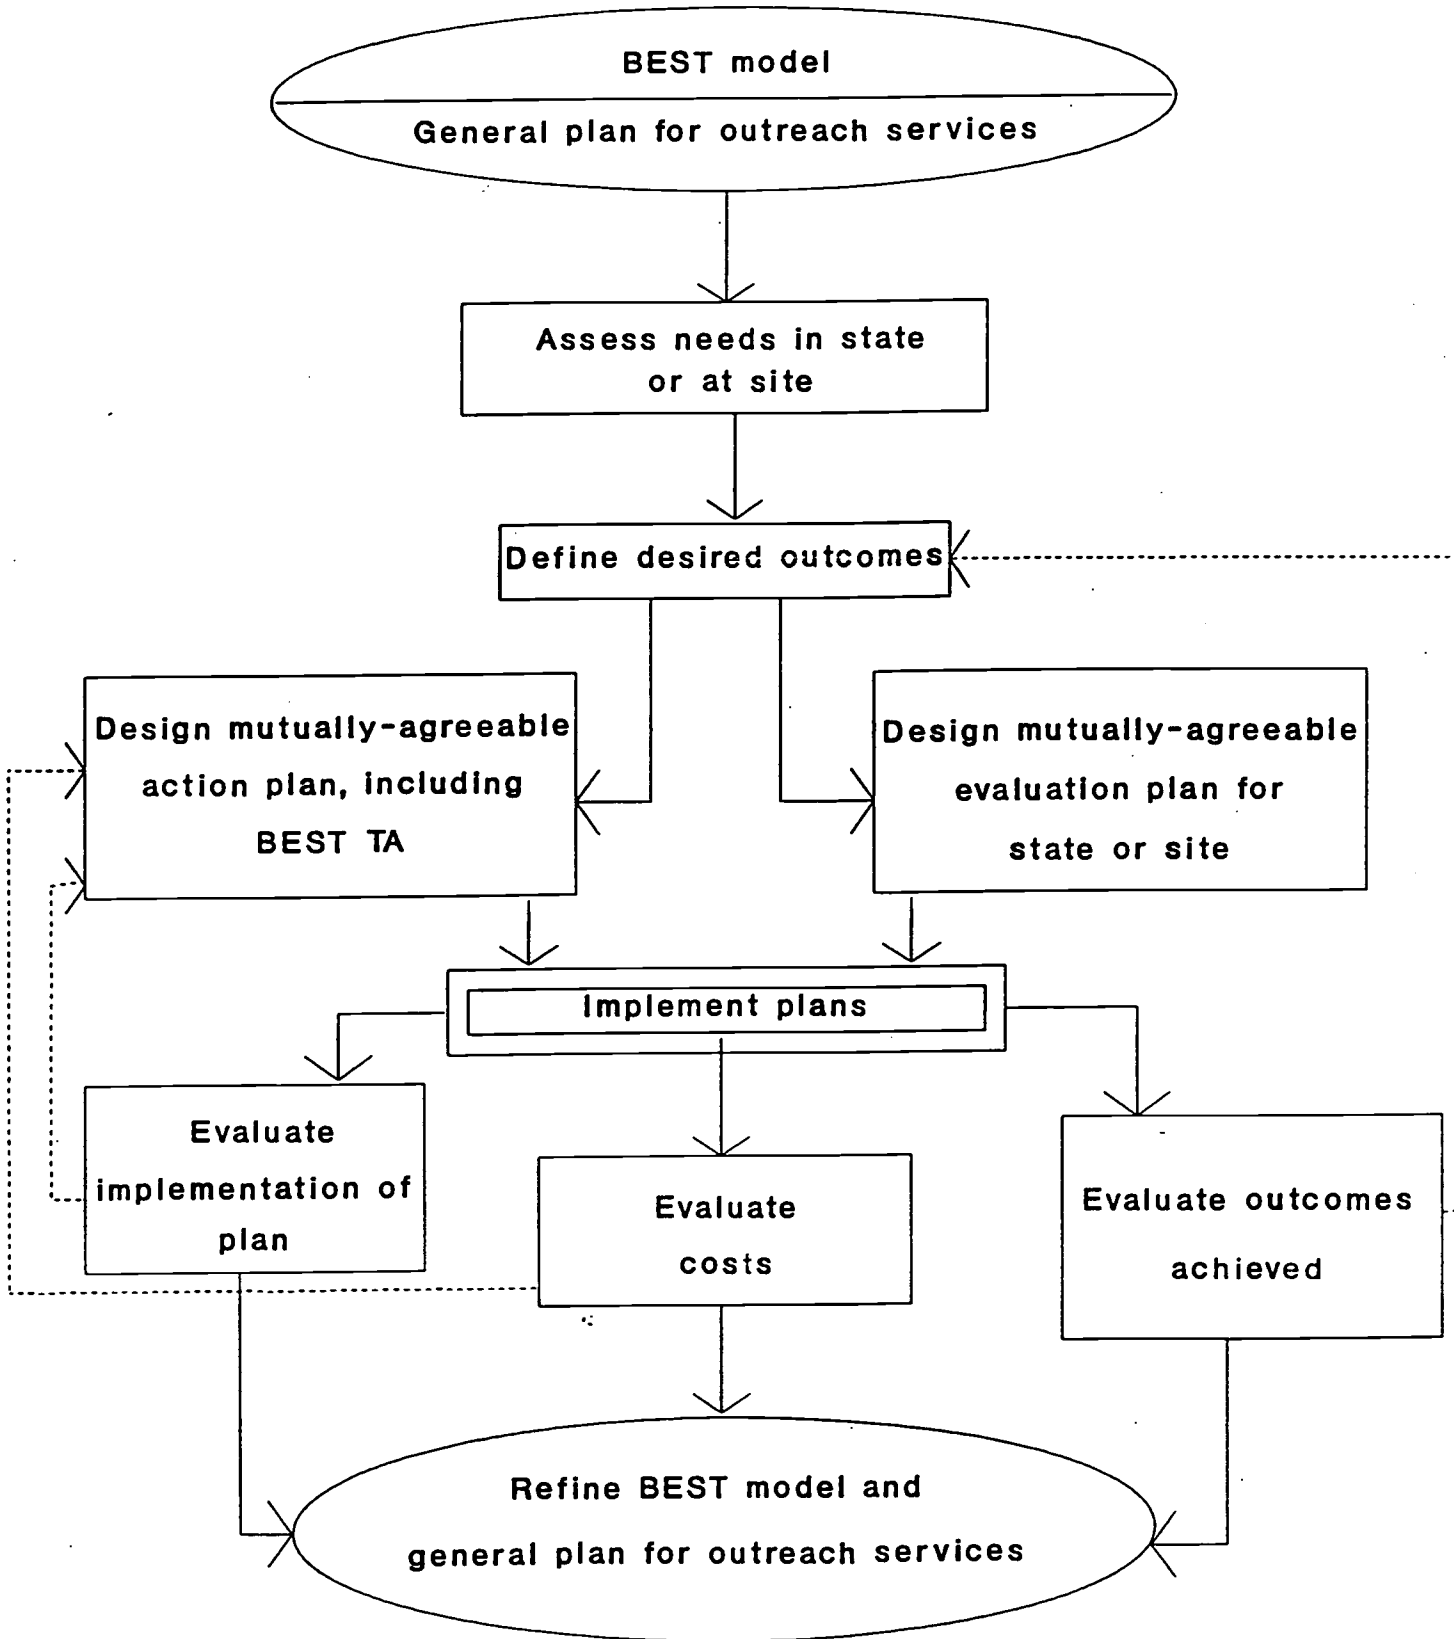 BEST model
General plan for outreach services
Assess needs in state
or at site
Define desired outcomes
Design mutually-agreeable
action plan, including
BEST TA
Design mutually-agreeable
evaluation plan for
state or site
Implement plans
Evaluate
implementation of
plan
Evaluate
costs
Evaluate outcomes
achieved
Refine BEST model and
general plan for outreach services